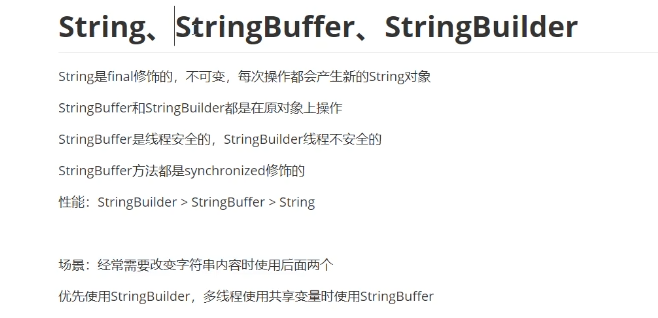 String、StringBuffer、StringBuilder
String是final修饰的，不可变，每次操作都会产生新的String对象
StringBuffer和StringBuilder都是在原对象上操作
StringBuffer是线程安全的，StringBuilder线程不安全的
StringBuffer方法都是synchronized修饰的
性能：StringBuilder > StringBuffer > String
场景：经常需要改变字符串内容时使用后面两个
优先使用StringBuilder，多线程使用共享变量时使用StringBuffer